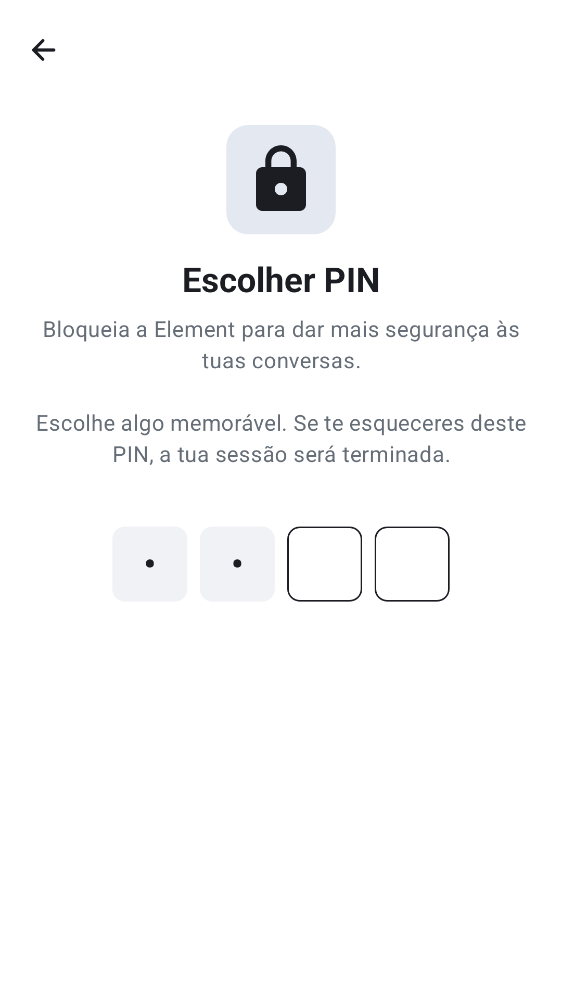 Escolher PIN
Bloqueia a Element para dar mais segurança às
tuas conversas.
Escolhe algo memorável. Se te esqueceres deste
PIN, a tua sessão será terminada.